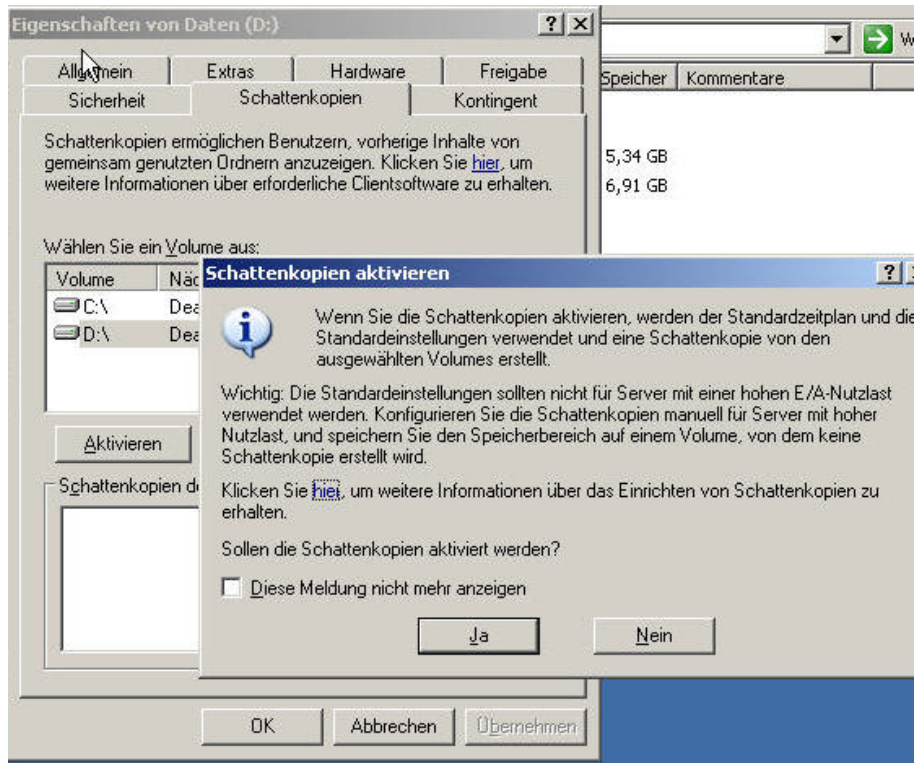 Eigenschaften von Daten (D:)
Allgemein Extras Hardware Freigabe
Sicherheit Schattenkopien Kontingent
Schattenkopien ermöglichen Benutzern, vorherige Inhalte von
gemeinsam genutzten Ordnern anzuzeigen. Klicken Sie hier, um
weitere Informationen über erforderliche Clientsoftware zu erhalten.
Wählen Sie ein Volume aus:
Volume
C:\
D:\
Aktivieren
Schattenkopien
OK Abbrechen Übernehmen
Speicher Kommentare
5,34 GB
6,91 GB
Schattenkopien aktivieren
Wenn Sie die Schattenkopien aktivieren, werden der Standardzeitplan und die
Standardeinstellungen verwendet und eine Schattenkopie von den
ausgewählten Volumes erstellt.
Wichtig: Die Standardeinstellungen sollten nicht für Server mit einer hohen E/A-Nutzlast
verwendet werden. Konfigurieren Sie die Schattenkopien manuell für Server mit hoher
Nutzlast, und speichern Sie den Speicherbereich auf einem Volume, von dem keine
Schattenkopie erstellt wird.
Klicken Sie hier, um weitere Informationen über das Einrichten von Schattenkopien zu
erhalten.
Sollen die Schattenkopien aktiviert werden?
Diese Meldung nicht mehr anzeigen
Ja Nein